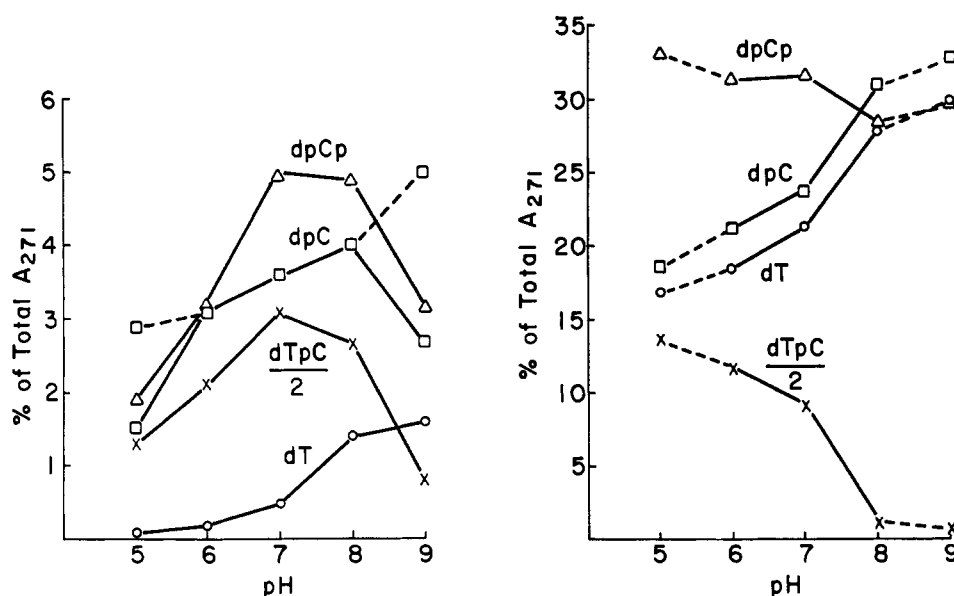 % of Total A₂₇₁
6
5
4
3
2
1
dpCp
dpC
dTpC
2
dT
5 6 7 8 9
pH
% of Total A₂₇₁
35
30
25
20
15
10
5
dpCp
dpC
dT
dTpC
2
5 6 7 8 9
pH